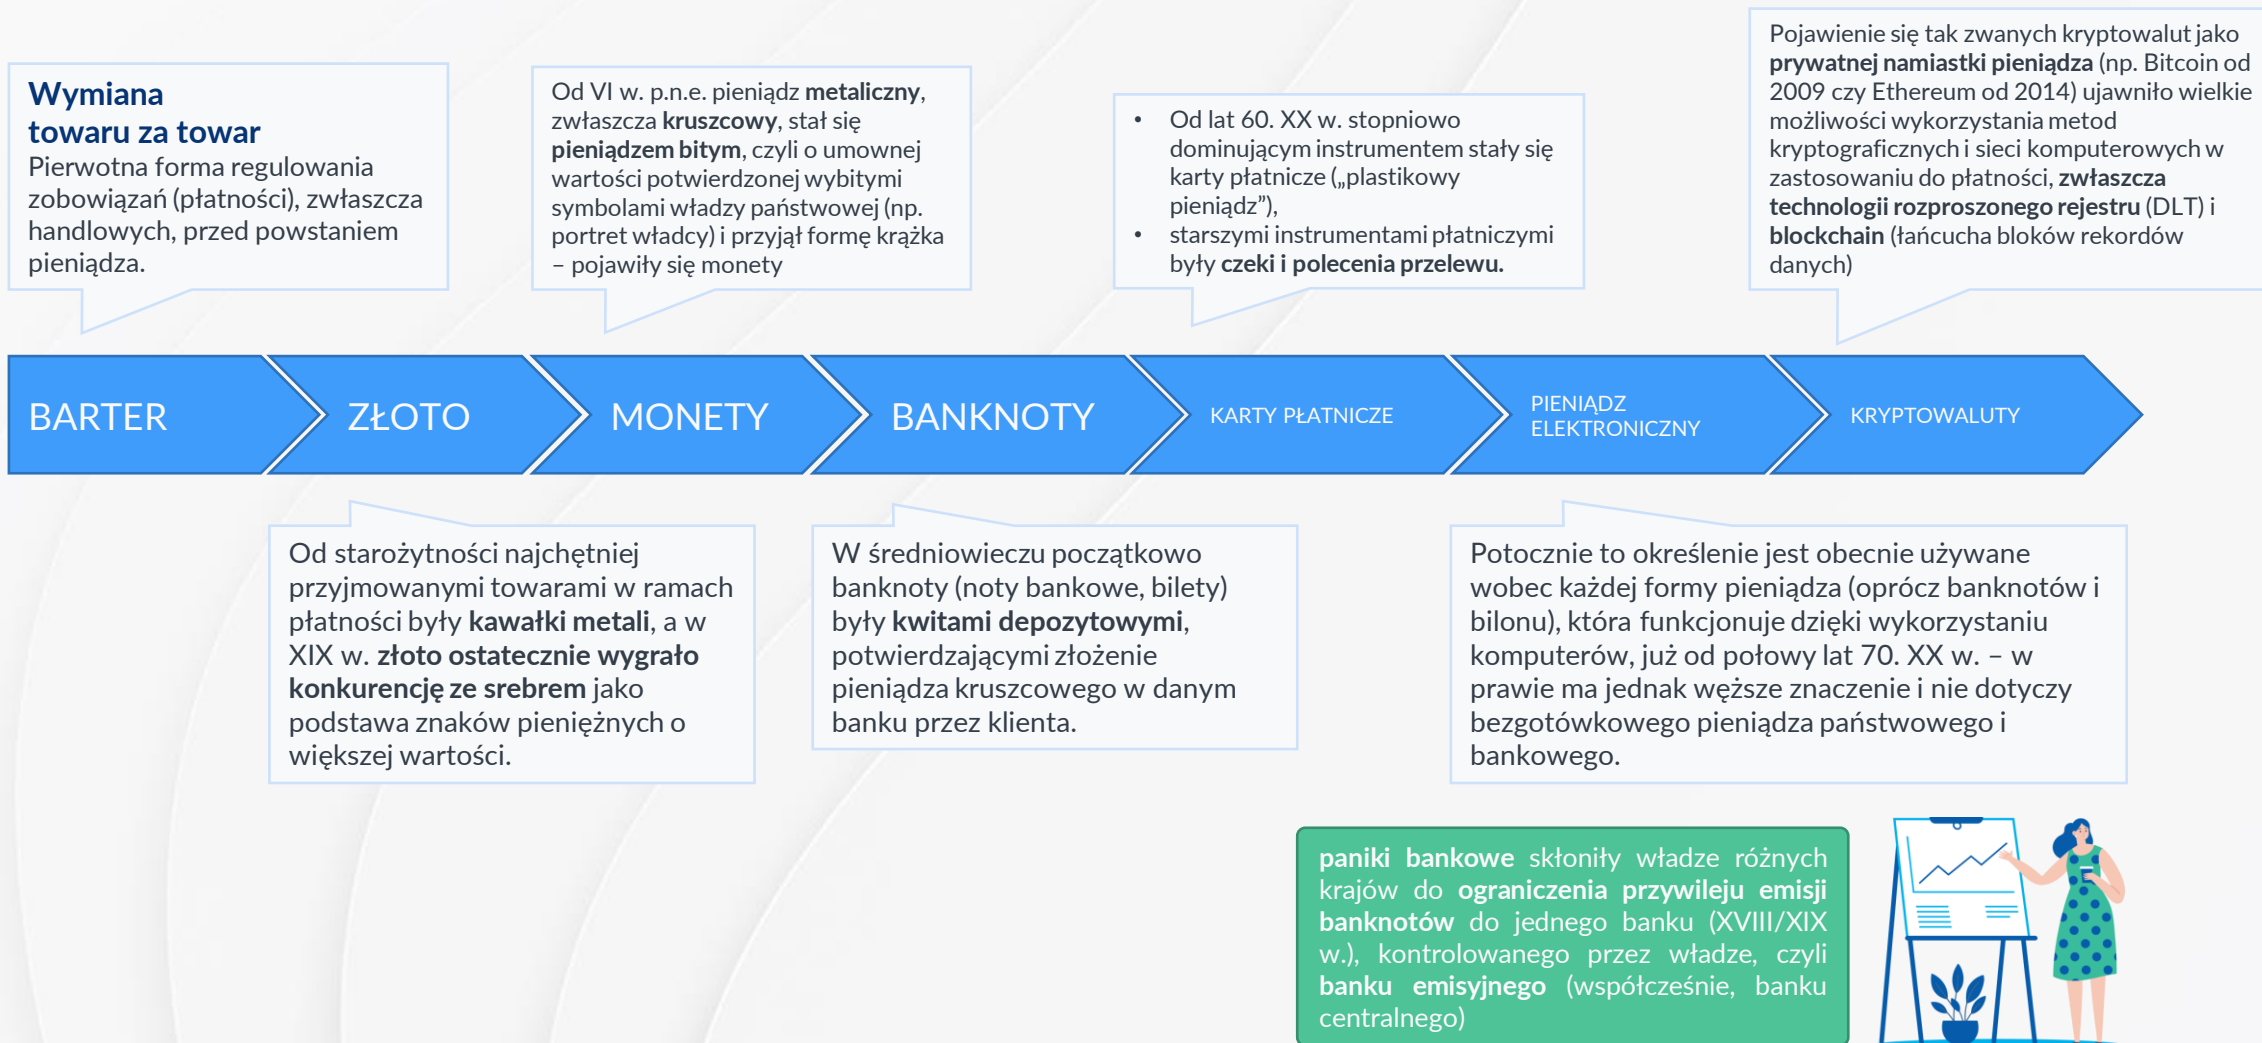 Wymiana
towaru za towar
Pierwotna forma regulowania
zobowiązań (płatności), zwłaszcza
handlowych, przed powstaniem
pieniądza.
Od VI w. p.n.e. pieniądz metaliczny,
zwłaszcza kruszcowy, stał się
pieniądzem bitym, czyli o umownej
wartości potwierdzonej wybitymi
symbolami władzy państwowej (np.
portret władcy) i przyjął formę krążka
– pojawiły się monety
• Od lat 60. XX w. stopniowo
dominującym instrumentem stały się
karty płatnicze („plastikowy
pieniądz”),
• starszymi instrumentami płatniczymi
były czeki i polecenia przelewu.
Pojawienie się tak zwanych kryptowalut jako
prywatnej namiastki pieniądza (np. Bitcoin od
2009 czy Ethereum od 2014) ujawniło wielkie
możliwości wykorzystania metod
kryptograficznych i sieci komputerowych w
zastosowaniu do płatności, zwłaszcza
technologii rozproszonego rejestru (DLT) i
blockchain (łańcucha bloków rekordów
danych)
BARTER
ZŁOTO
MONETY
BANKNOTY
KARTY PŁATNICZE
PIENIĄDZ
ELEKTRONICZNY
KRYPTOWALUTY
Od starożytności najchętniej
przyjmowanymi towarami w ramach
płatności były kawałki metali, a w
XIX w. złoto ostatecznie wygrało
konkurencję ze srebrem jako
podstawa znaków pieniężnych o
większej wartości.
W średniowieczu początkowo
banknoty (noty bankowe, bilety)
były kwitami depozytowymi,
potwierdzającymi złożenie
pieniądza kruszcowego w danym
banku przez klienta.
Potocznie to określenie jest obecnie używane
wobec każdej formy pieniądza (oprócz banknotów i
bilonu), która funkcjonuje dzięki wykorzystaniu
komputerów, już od połowy lat 70. XX w. – w
prawie ma jednak węższe znaczenie i nie dotyczy
bezgotówkowego pieniądza państwowego i
bankowego.
paniki bankowe skłoniły władze różnych
krajów do ograniczenia przywileju emisji
banknotów do jednego banku (XVIII/XIX
w.), kontrolowanego przez władze, czyli
banku emisyjnego (współcześnie, banku
centralnego)